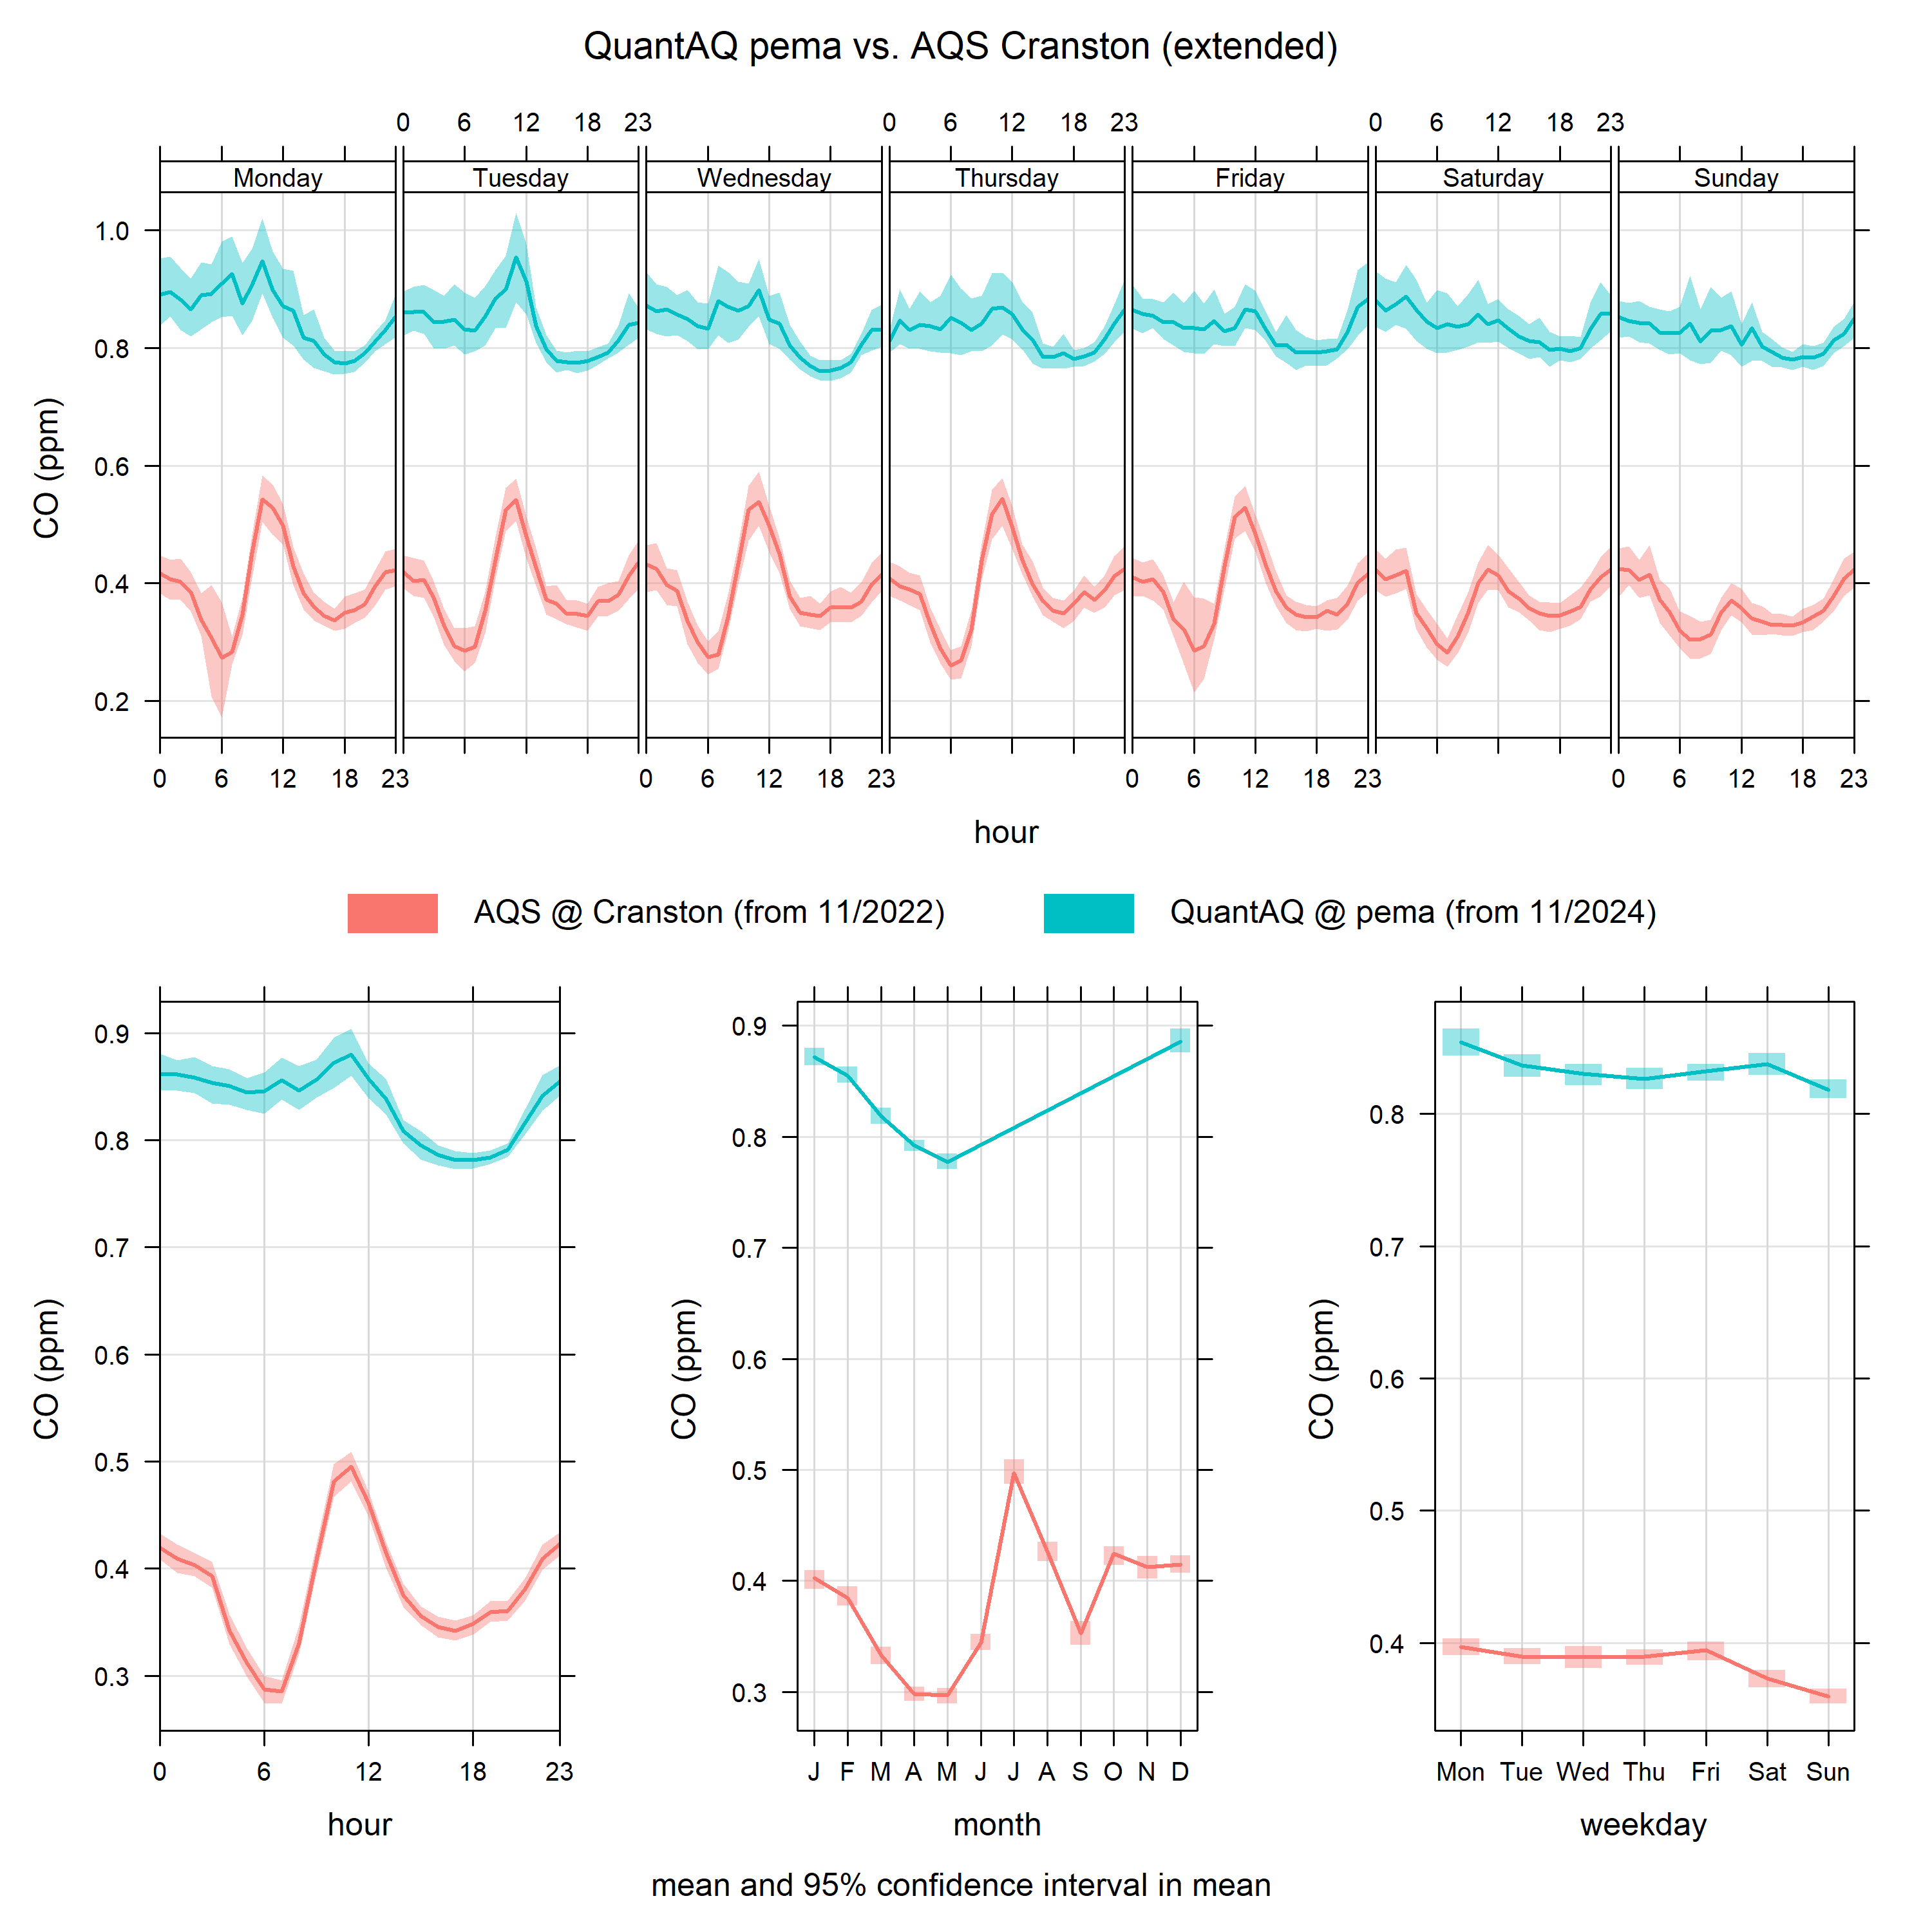 QuantAQ pema vs. AQS Cranston (extended)
0 6 12 18 23 0 6 12 18 23 0 6 12 18 23
Monday Tuesday Wednesday Thursday Friday Saturday Sunday
1.0
0.8
0.6
0.4
0.2
CO (ppm)
0 6 12 18 23 0 6 12 18 23 0 6 12 18 23 0 6 12 18 23
hour
AQS @ Cranston (from 11/2022) QuantAQ @ pema (from 11/2024)
0.9
0.8
0.7
0.6
0.5
0.4
0.3
CO (ppm)
0 6 12 18 23
hour
0.9
0.8
0.7
0.6
0.5
0.4
0.3
CO (ppm)
J F M A M J J A S O N D
month
0.8
0.7
0.6
0.5
0.4
CO (ppm)
Mon Tue Wed Thu Fri Sat Sun
weekday
mean and 95% confidence interval in mean